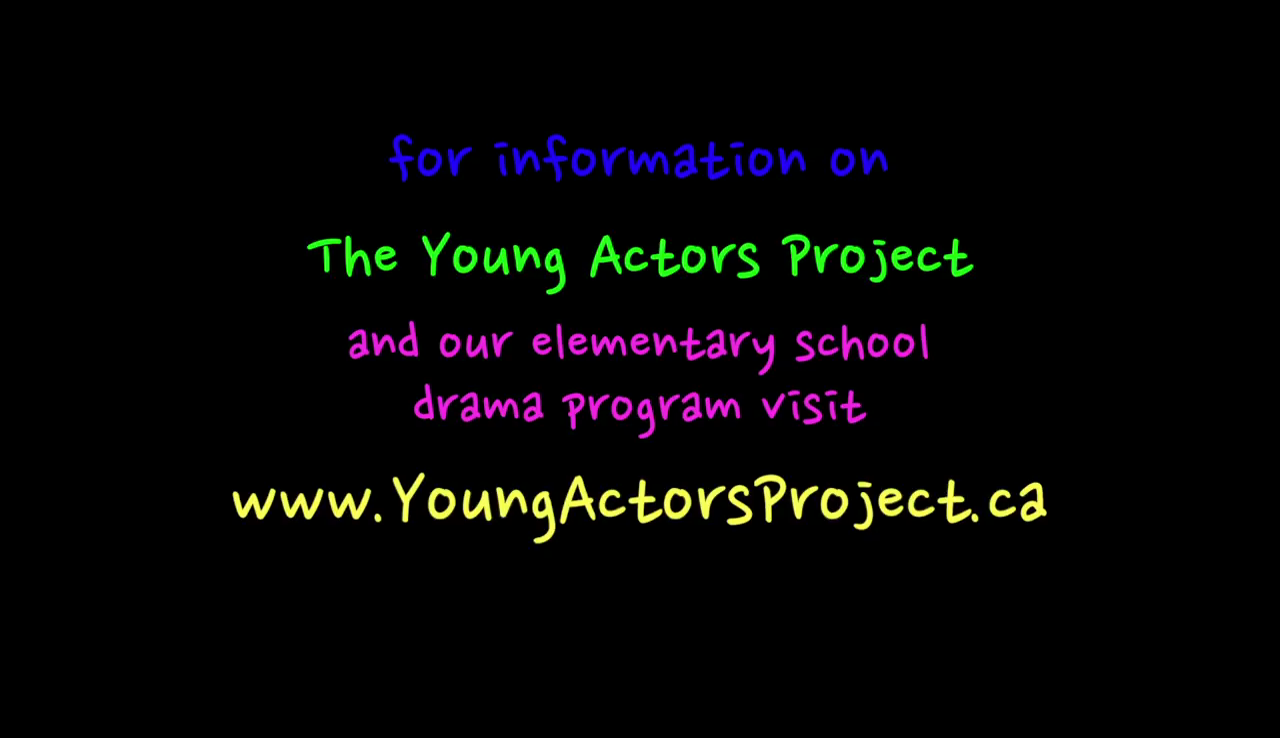 for information on
The Young Actors Project
and our elementary school
drama program visit
www.YoungActorsProject.ca